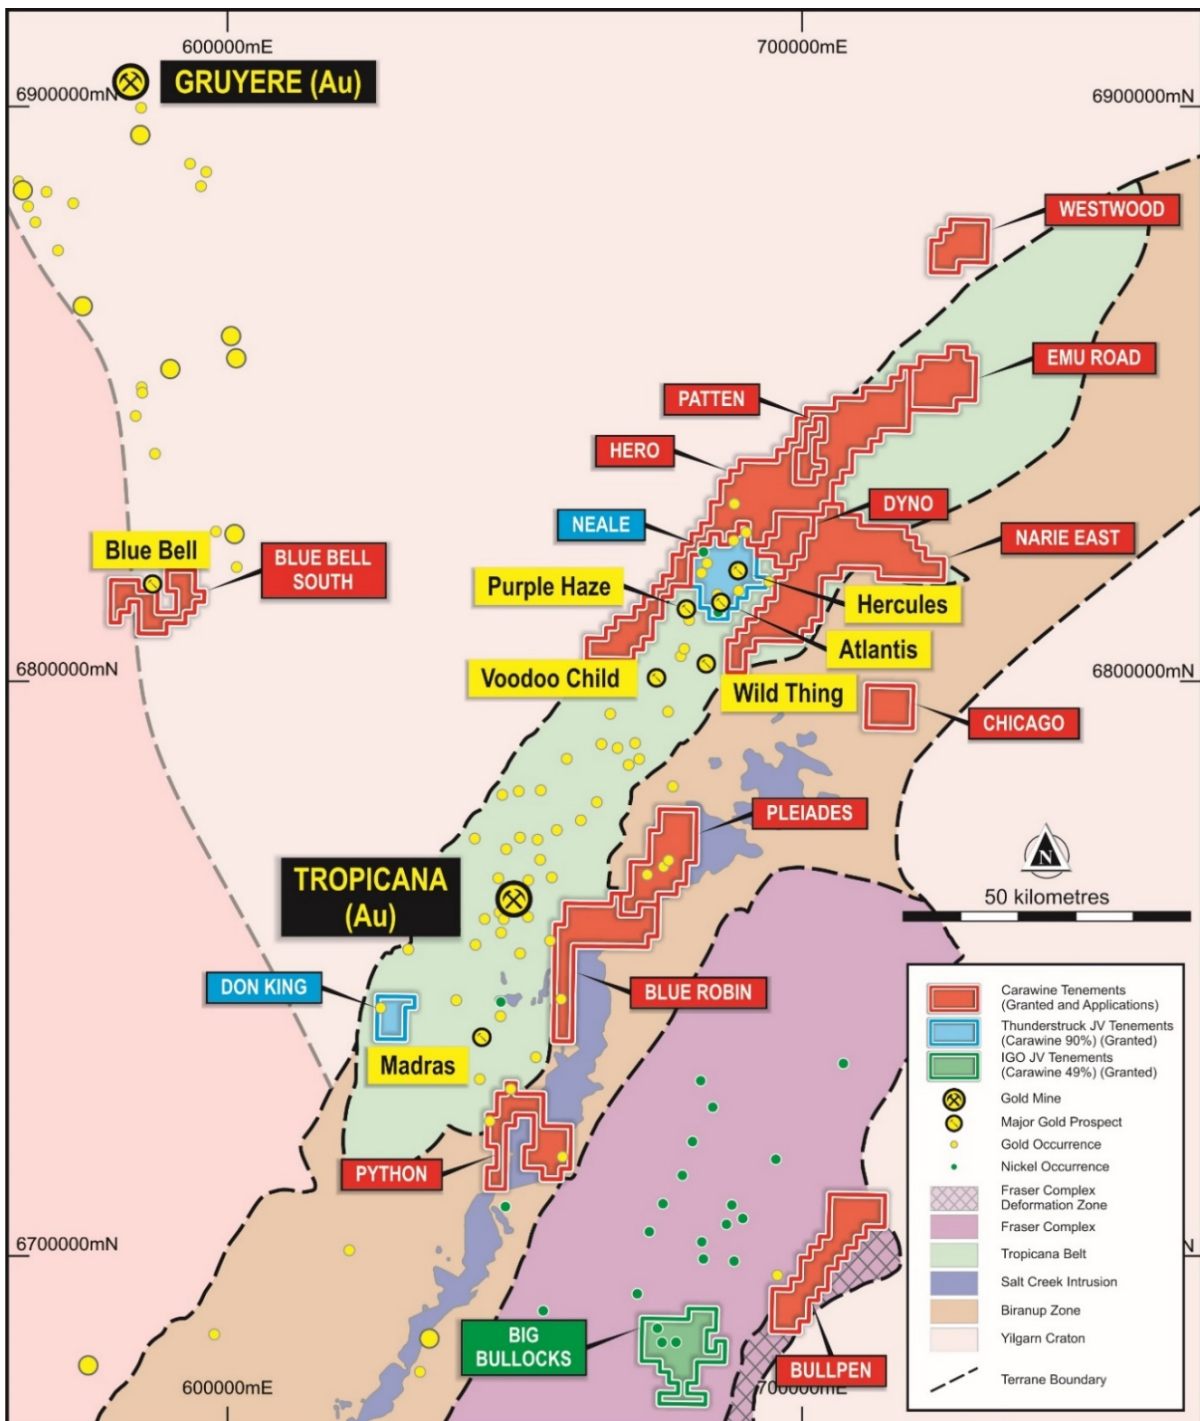 600000mE
700000mE
GRUYERE (Au)
6900000mN
6900000mN
WESTWOOD
EMU ROAD
PATTEN
HERO
DYNO
NEALE
NARIE EAST
Blue Bell
BLUE BELL
SOUTH
Purple Haze
Hercules
Atlantis
Voodoo Child
6800000mN
6800000mN
Wild Thing
CHICAGO
PLEIADES
TROPICANA
(Au)
N
50 kilometres
DON KING
BLUE ROBIN
Madras
PYTHON
Carawine Tenements
(Granted and Applications)
Thunderstruck JV Tenements
(Carawine 90%) (Granted)
IGO JV Tenements
(Carawine 49%) (Granted)
Gold Mine
Major Gold Prospect
Gold Occurrence
Nickel Occurrence
Fraser Complex
Deformation Zone
Fraser Complex
Tropicana Belt
Salt Creek Intrusion
Biranup Zone
Yilgarn Craton
Terrane Boundary
6700000mN
N
BIG
BULLOCKS
BULLPEN
600000mE
700000mE